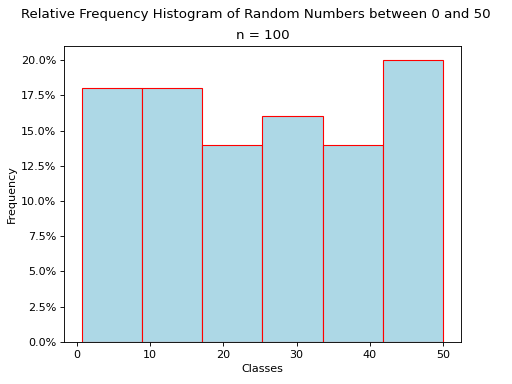 Relative Frequency Histogram of Random Numbers between 0 and 50
n = 100
20.0%
17.5%
15.0%
12.5%
10.0%
7.5%
5.0%
2.5%
0.0%
Frequency
0 10 20 30 40 50
Classes